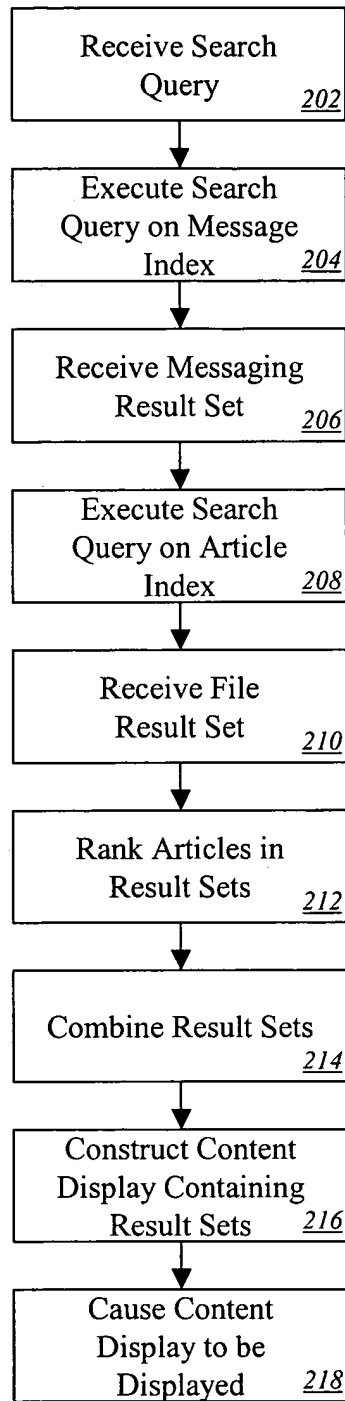 Receive Search
Query
202
Execute Search
Query on Message
Index
204
Receive Messaging
Result Set
206
Execute Search
Query on Article
Index
208
Receive File
Result Set
210
Rank Articles in
Result Sets
212
Combine Result Sets
214
Construct Content
Display Containing
Result Sets
216
Cause Content
Display to be
Displayed
218